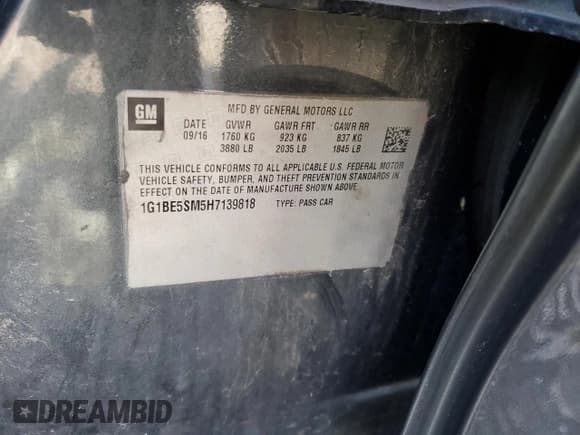 GM
MFD BY GENERAL MOTORS LLC
DATE GVWR GAWR FRT GAWR RR
09/16 1760 KG 923 KG 837 KG
3880 LB 2035 LB 1845 LB
THIS VEHICLE CONFORMS TO ALL APPLICABLE U.S. FEDERAL MOTOR
VEHICLE SAFETY, BUMPER, AND THEFT PREVENTION STANDARDS IN
EFFECT ON THE DATE OF MANUFACTURE SHOWN ABOVE.
1G1BE5SM5H7139818 TYPE: PASS CAR
DREAMBID